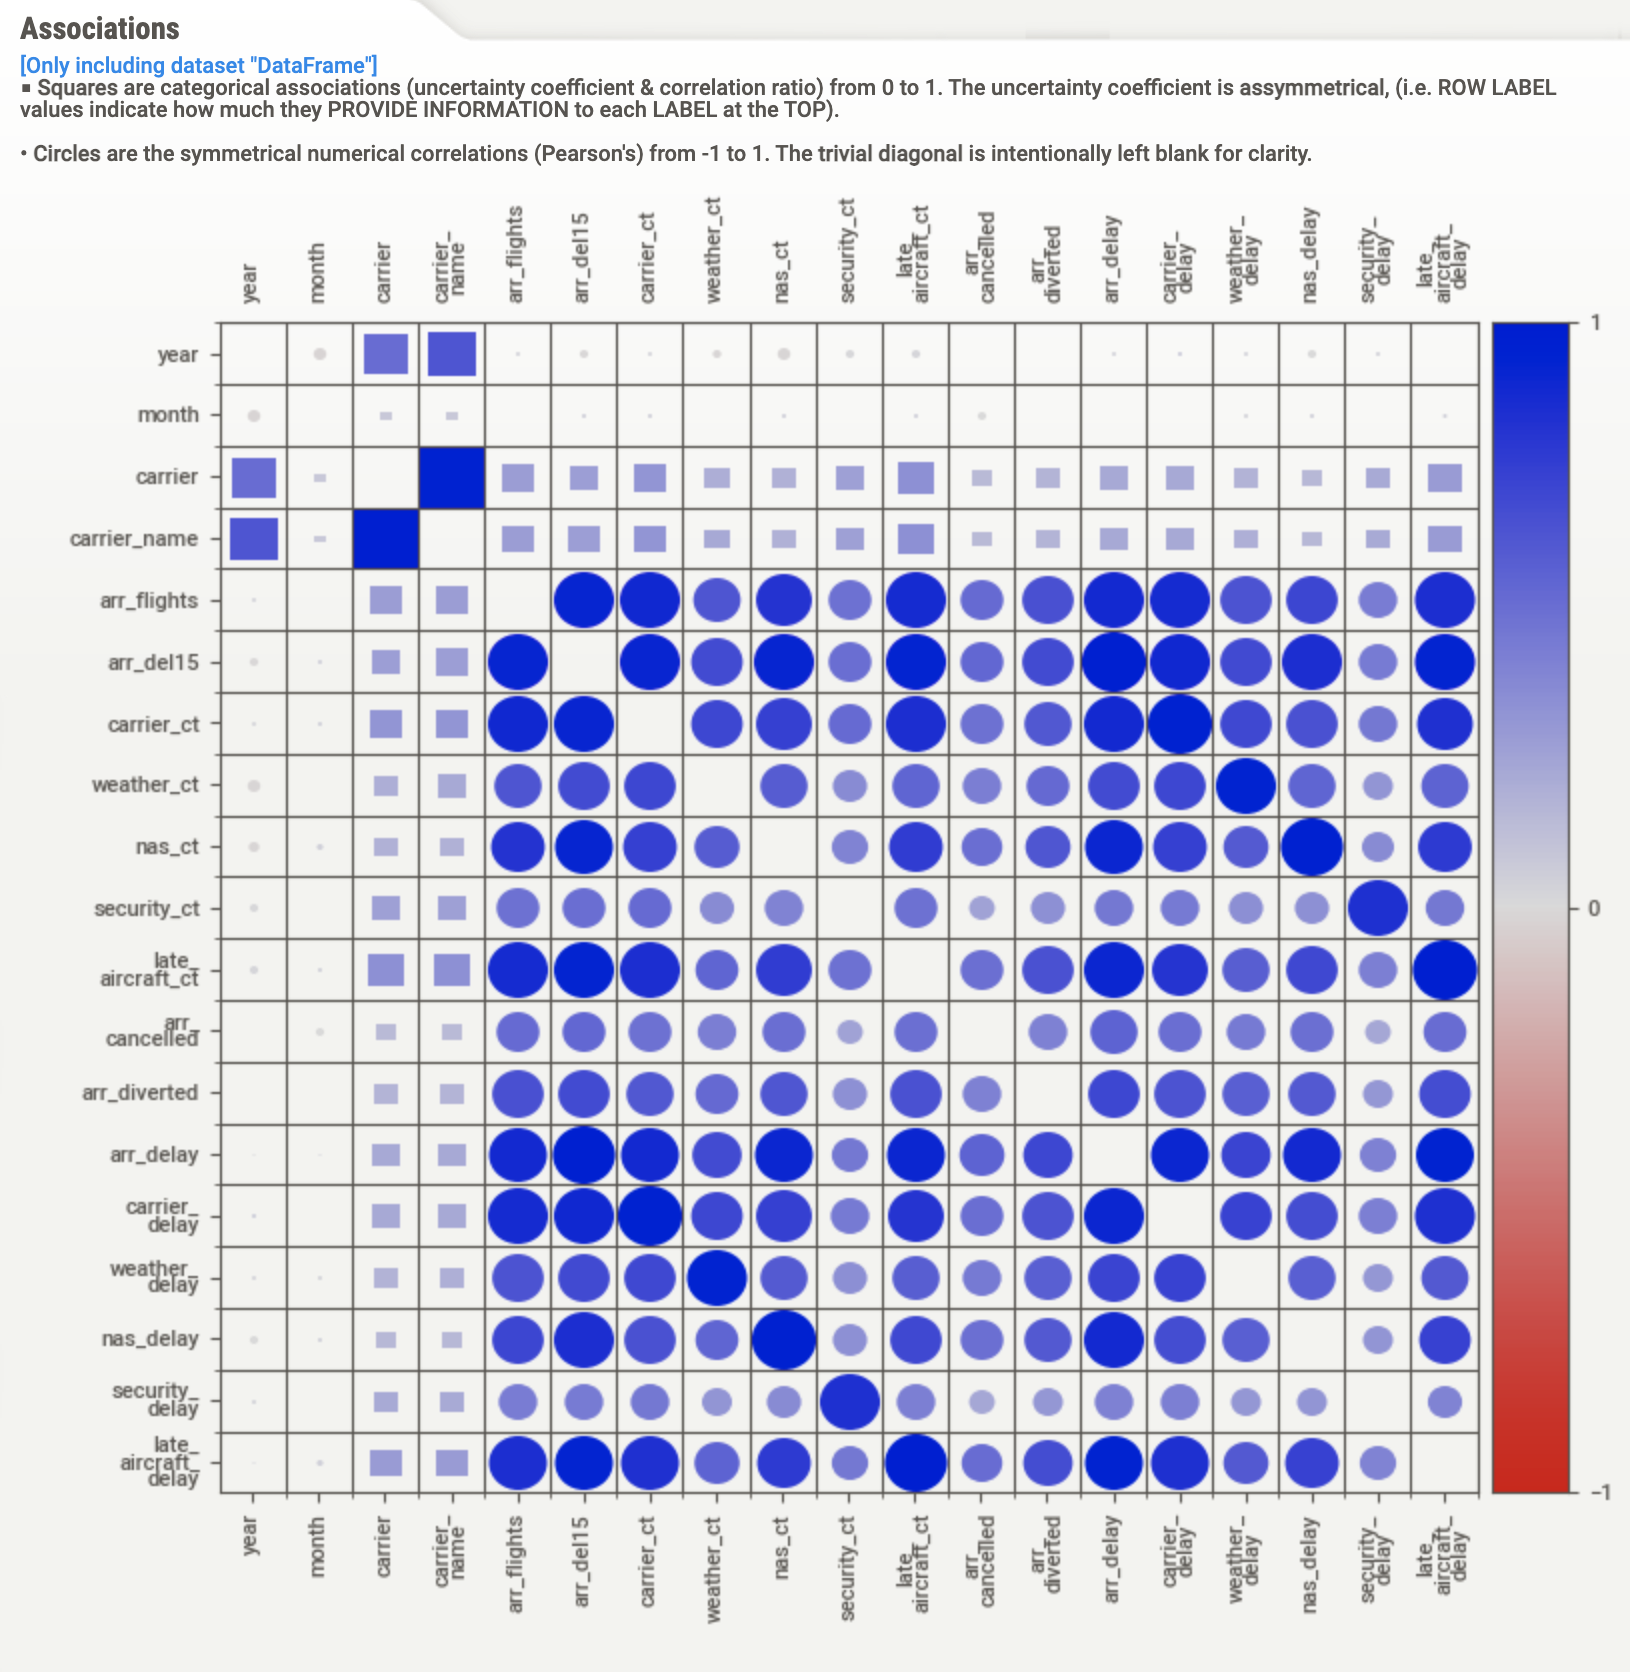 Associations
[Only including dataset "DataFrame"]
▪ Squares are categorical associations (uncertainty coefficient & correlation ratio) from 0 to 1. The uncertainty coefficient is assymmetrical, (i.e. ROW LABEL
values indicate how much they PROVIDE INFORMATION to each LABEL at the TOP).
• Circles are the symmetrical numerical correlations (Pearson's) from -1 to 1. The trivial diagonal is intentionally left blank for clarity.
year
month
carrier
carrier_
name
arr_flights
arr_del15
carrier_ct
weather_ct
nas_ct
security_ct
late_
aircraft_ct
arr_
cancelled
arr_
diverted
arr_delay
carrier_
delay
weather_
delay
nas_delay
security_
delay
late_
aircraft_
delay
year
month
carrier
carrier_name
arr_flights
arr_del15
carrier_ct
weather_ct
nas_ct
security_ct
late_
aircraft_ct
arr_
cancelled
arr_diverted
arr_delay
carrier_
delay
weather_
delay
nas_delay
security_
delay
late_
aircraft_
delay
1
0
−1
year
month
carrier
carrier_
name
arr_flights
arr_del15
carrier_ct
weather_ct
nas_ct
security_ct
late_
aircraft_ct
arr_
cancelled
arr_
diverted
arr_delay
carrier_
delay
weather_
delay
nas_delay
security_
delay
late_
aircraft_
delay